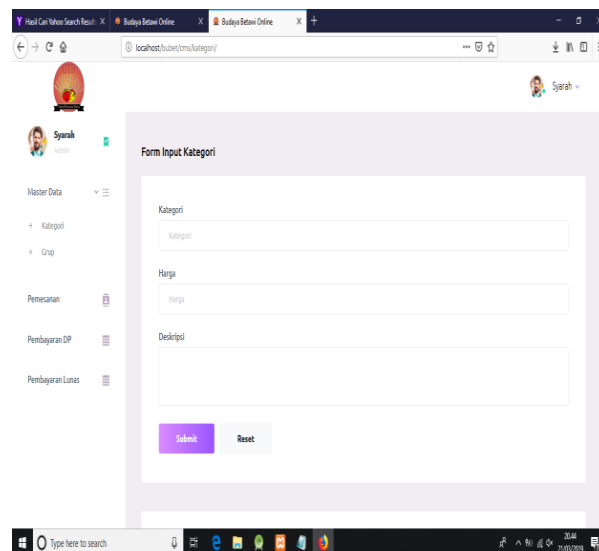 Hasil Cari Yahoo Search Result: X Budaya Betawi Online X Budaya Betawi Online X +
localhost/bubet/cms/kategori/
Syarah
Syarah
Admin
Form Input Kategori
Master Data
Kategori
Kategori
Kategori
Grup
Harga
Harga
Pemesanan
Pembayaran DP
Deskripsi
Pembayaran Lunas
Submit Reset
Type here to search
20.44
21/03/2019